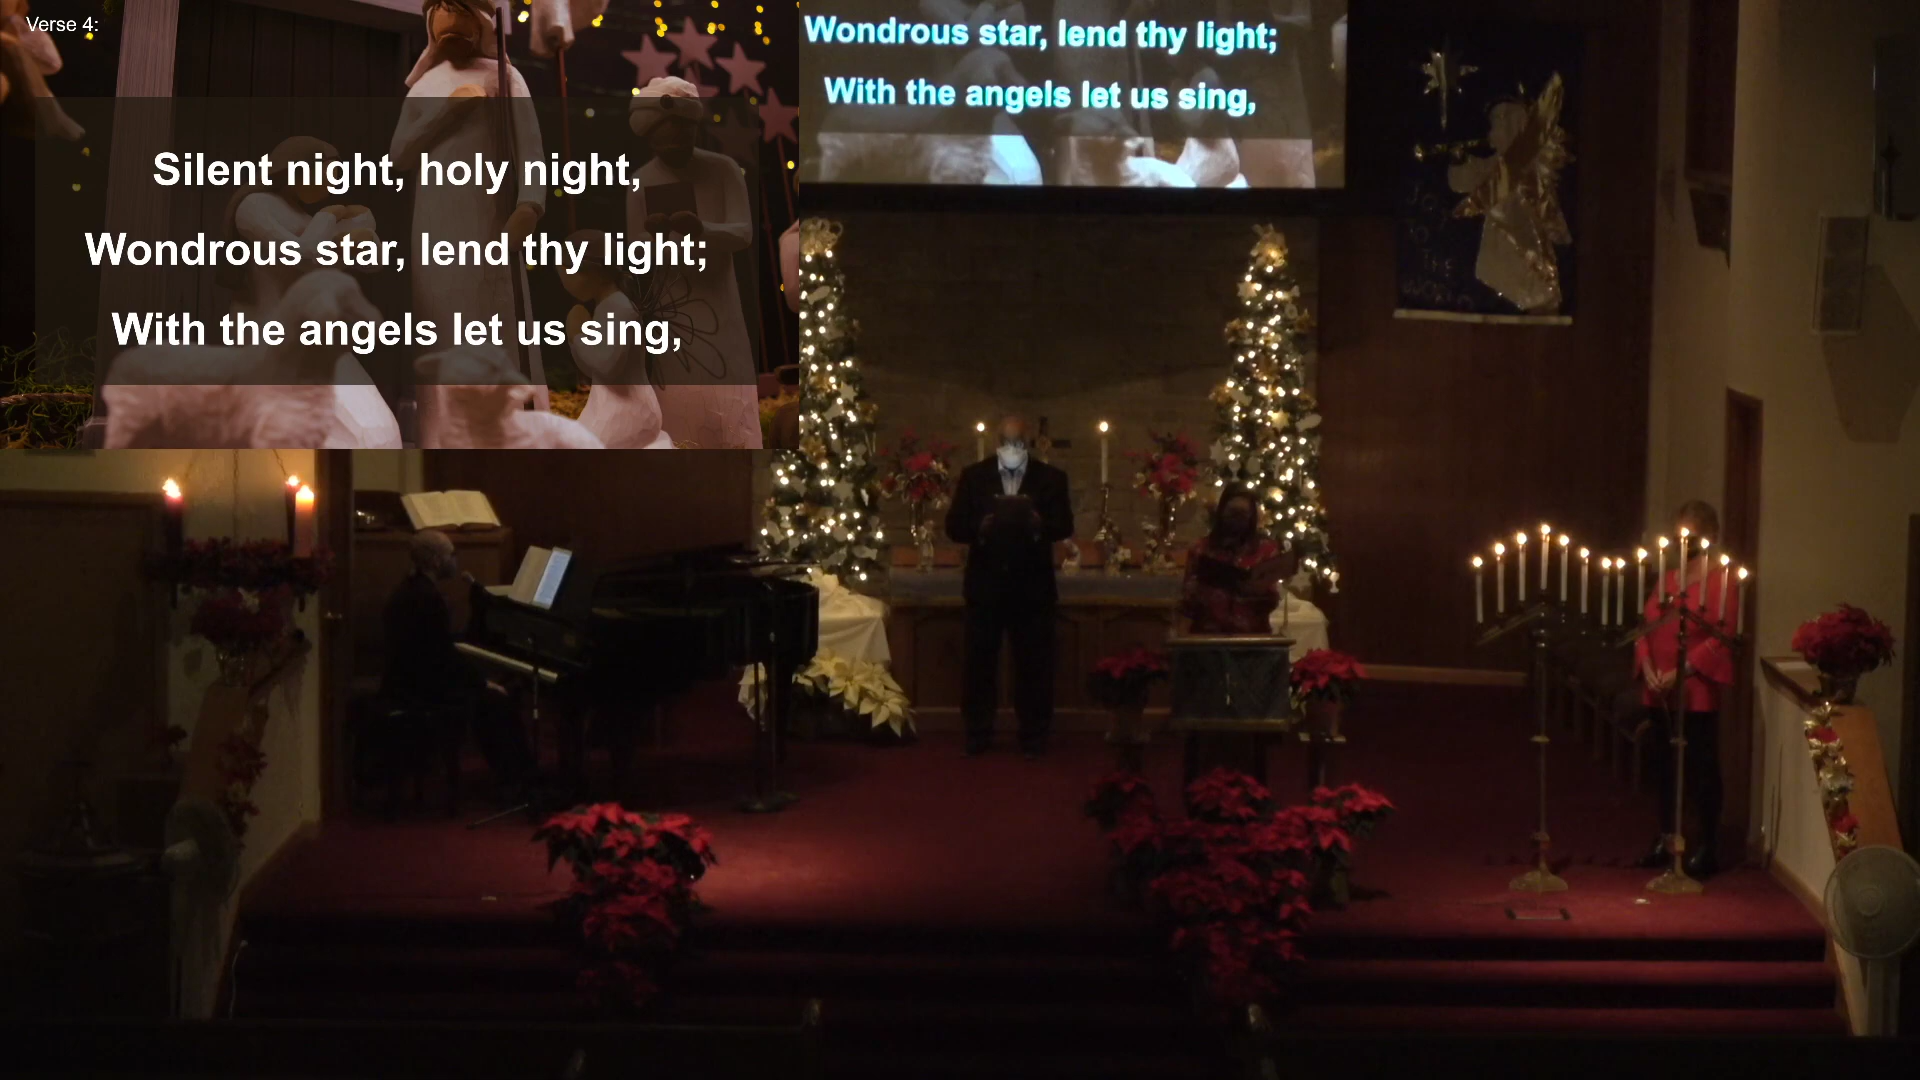 Verse 4:
Silent night, holy night,
Wondrous star, lend thy light;
With the angels let us sing,
Wondrous star, lend thy light;
With the angels let us sing,